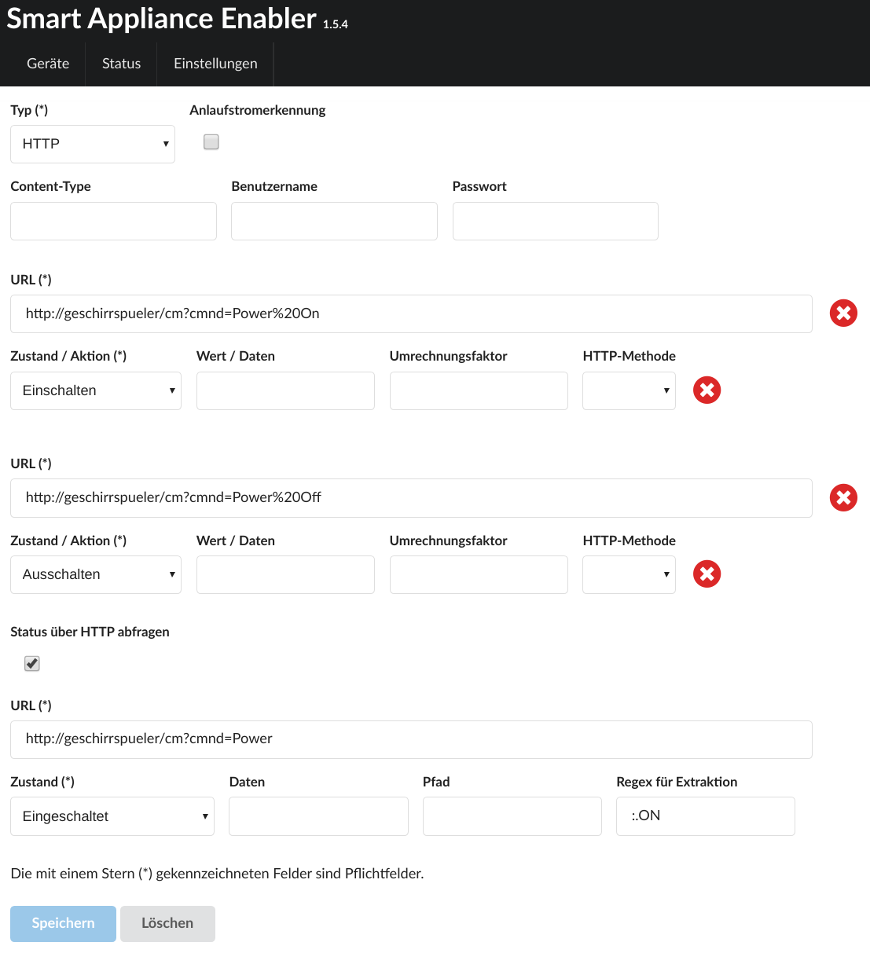 Smart Appliance Enabler 1.5.4
Geräte Status Einstellungen
Typ (*) Anlaufstromerkennung
HTTP
Content-Type Benutzername Passwort
URL (*)
http://geschirrspueler/cm?cmnd=Power%20On
Zustand / Aktion (*) Wert / Daten Umrechnungsfaktor HTTP-Methode
Einschalten
URL (*)
http://geschirrspueler/cm?cmnd=Power%20Off
Zustand / Aktion (*) Wert / Daten Umrechnungsfaktor HTTP-Methode
Ausschalten
Status über HTTP abfragen
URL (*)
http://geschirrspueler/cm?cmnd=Power
Zustand (*) Daten Pfad Regex für Extraktion
Eingeschaltet :.ON
Die mit einem Stern (*) gekennzeichneten Felder sind Pflichtfelder.
Speichern Löschen